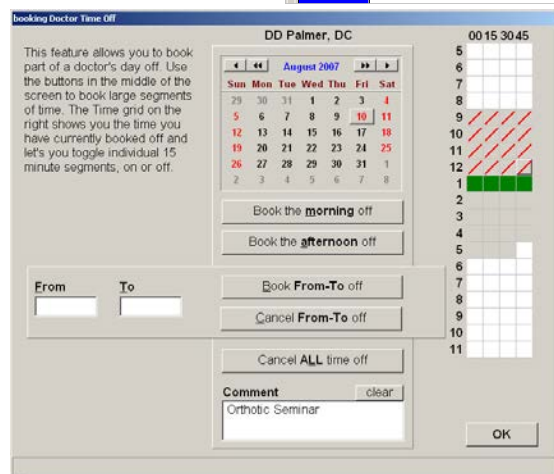 booking Doctor Time Off
This feature allows you to book
part of a doctor's day off. Use
the buttons in the middle of the
screen to book large segments
of time. The Time grid on the
right shows you the time you
have currently booked off and
let's you toggle individual 15
minute segments, on or off.
DD Palmer, DC
August 2007
Sun Mon Tue Wed Thu Fri Sat
29 30 31 1 2 3 4
5 6 7 8 9 10 11
12 13 14 15 16 17 18
19 20 21 22 23 24 25
26 27 28 29 30 31 1
2 3 4 5 6 7 8
Book the morning off
Book the afternoon off
From To
Book From-To off
Cancel From-To off
Cancel ALL time off
Comment clear
Orthotic Seminar
00 15 30 45
5
6
7
8
9
10
11
12
1
2
3
4
5
6
7
8
9
10
11
OK